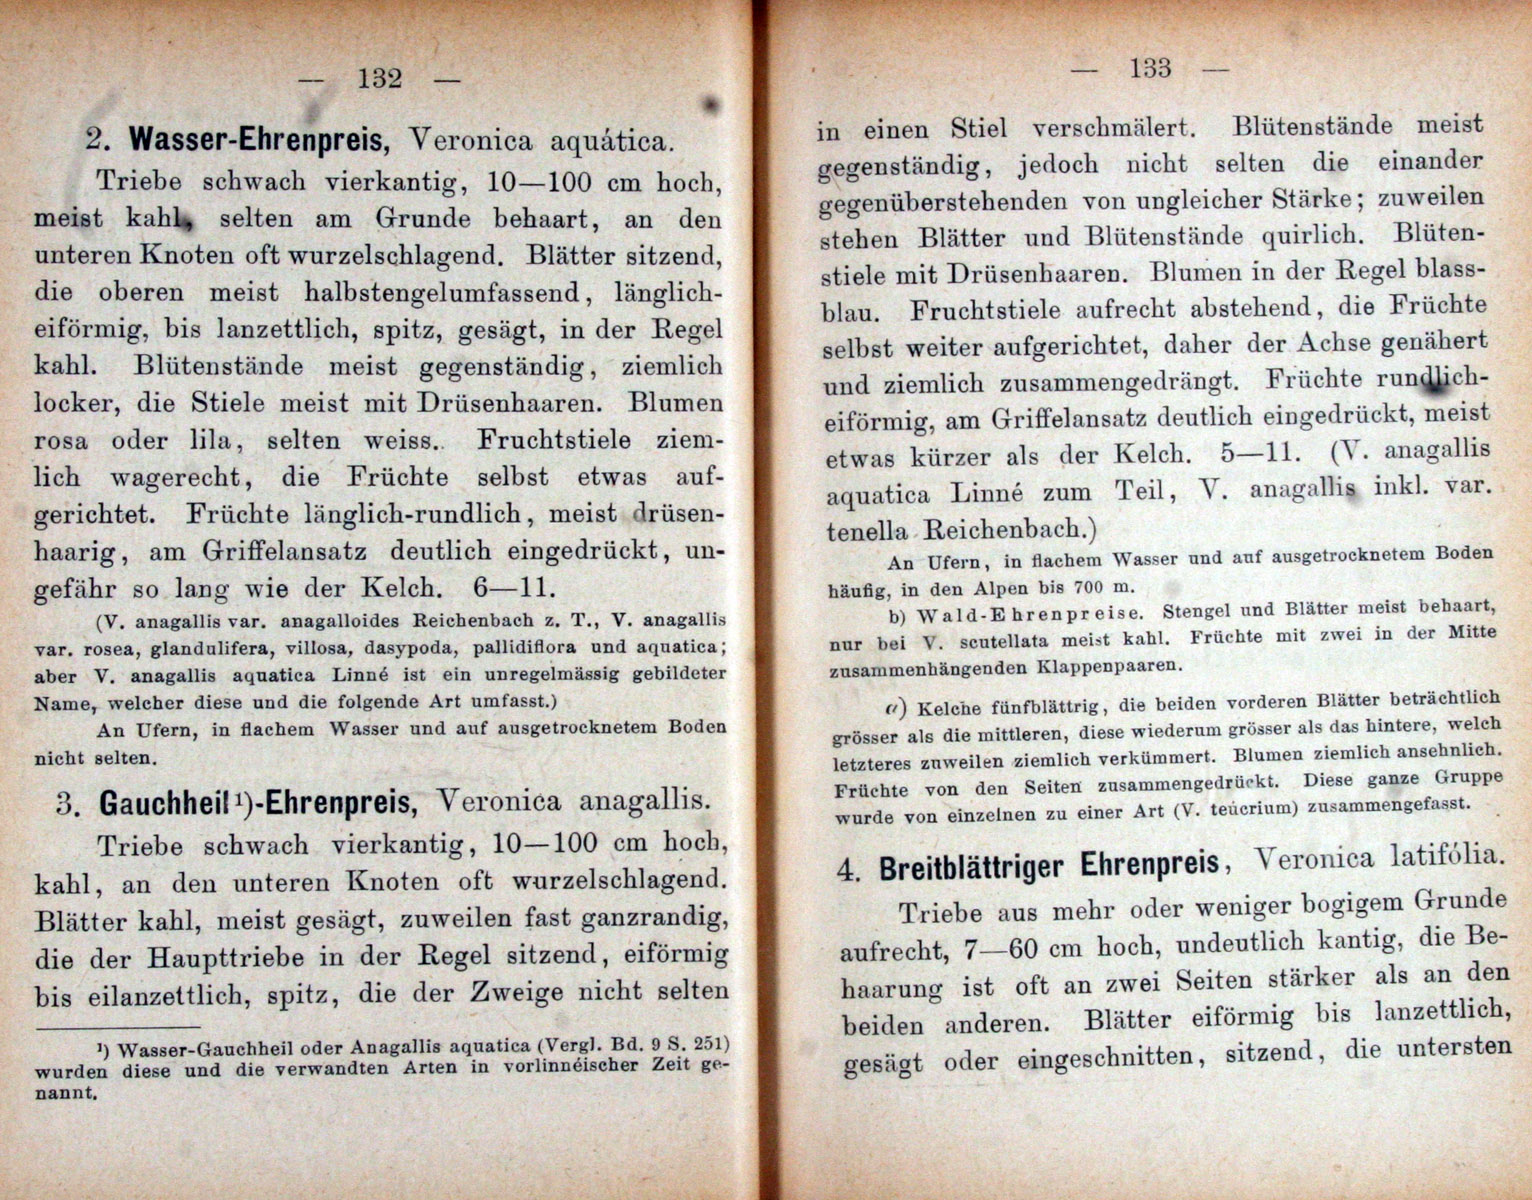 — 132 —
2. Wasser-Ehrenpreis, Veronica aquática.
Triebe schwach vierkantig, 10—100 cm hoch,
meist kahl, selten am Grunde behaart, an den
unteren Knoten oft wurzelschlagend. Blätter sitzend,
die oberen meist halbstengelumfassend, länglich-
eiförmig, bis lanzettlich, spitz, gesägt, in der Regel
kahl. Blütenstände meist gegenständig, ziemlich
locker, die Stiele meist mit Drüsenhaaren. Blumen
rosa oder lila, selten weiss. Fruchtstiele ziem-
lich wagerecht, die Früchte selbst etwas auf-
gerichtet. Früchte länglich-rundlich, meist drüsen-
haarig, am Griffelansatz deutlich eingedrückt, un-
gefähr so lang wie der Kelch. 6—11.
(V. anagallis var. anagalloides Reichenbach z. T., V. anagallis
var. rosea, glandulifera, villosa, dasypoda, pallidiflora und aquatica;
aber V. anagallis aquatica Linné ist ein unregelmässig gebildeter
Name, welcher diese und die folgende Art umfasst.)
An Ufern, in flachem Wasser und auf ausgetrocknetem Boden
nicht selten.
3. Gauchheil¹)-Ehrenpreis, Veronica anagallis.
Triebe schwach vierkantig, 10—100 cm hoch,
kahl, an den unteren Knoten oft wurzelschlagend.
Blätter kahl, meist gesägt, zuweilen fast ganzrandig,
die der Haupttriebe in der Regel sitzend, eiförmig
bis eilanzettlich, spitz, die der Zweige nicht selten
¹) Wasser-Gauchheil oder Anagallis aquatica (Vergl. Bd. 9 S. 251)
wurden diese und die verwandten Arten in vorlinnéischer Zeit ge-
nannt.
— 133 —
in einen Stiel verschmälert. Blütenstände meist
gegenständig, jedoch nicht selten die einander
gegenüberstehenden von ungleicher Stärke; zuweilen
stehen Blätter und Blütenstände quirlich. Blüten-
stiele mit Drüsenhaaren. Blumen in der Regel blass-
blau. Fruchtstiele aufrecht abstehend, die Früchte
selbst weiter aufgerichtet, daher der Achse genähert
und ziemlich zusammengedrängt. Früchte rundlich-
eiförmig, am Griffelansatz deutlich eingedrückt, meist
etwas kürzer als der Kelch. 5—11. (V. anagallis
aquatica Linné zum Teil, V. anagallis inkl. var.
tenella Reichenbach.)
An Ufern, in flachem Wasser und auf ausgetrocknetem Boden
häufig, in den Alpen bis 700 m.
b) Wald-Ehrenpreise. Stengel und Blätter meist behaart,
nur bei V. scutellata meist kahl. Früchte mit zwei in der Mitte
zusammenhängenden Klappenpaaren.
α) Kelche fünfblättrig, die beiden vorderen Blätter beträchtlich
grösser als die mittleren, diese wiederum grösser als das hintere, welch
letzteres zuweilen ziemlich verkümmert. Blumen ziemlich ansehnlich.
Früchte von den Seiten zusammengedrückt. Diese ganze Gruppe
wurde von einzelnen zu einer Art (V. teúcrium) zusammengefasst.
4. Breitblättriger Ehrenpreis, Veronica latifólia.
Triebe aus mehr oder weniger bogigem Grunde
aufrecht, 7—60 cm hoch, undeutlich kantig, die Be-
haarung ist oft an zwei Seiten stärker als an den
beiden anderen. Blätter eiförmig bis lanzettlich,
gesägt oder eingeschnitten, sitzend, die untersten